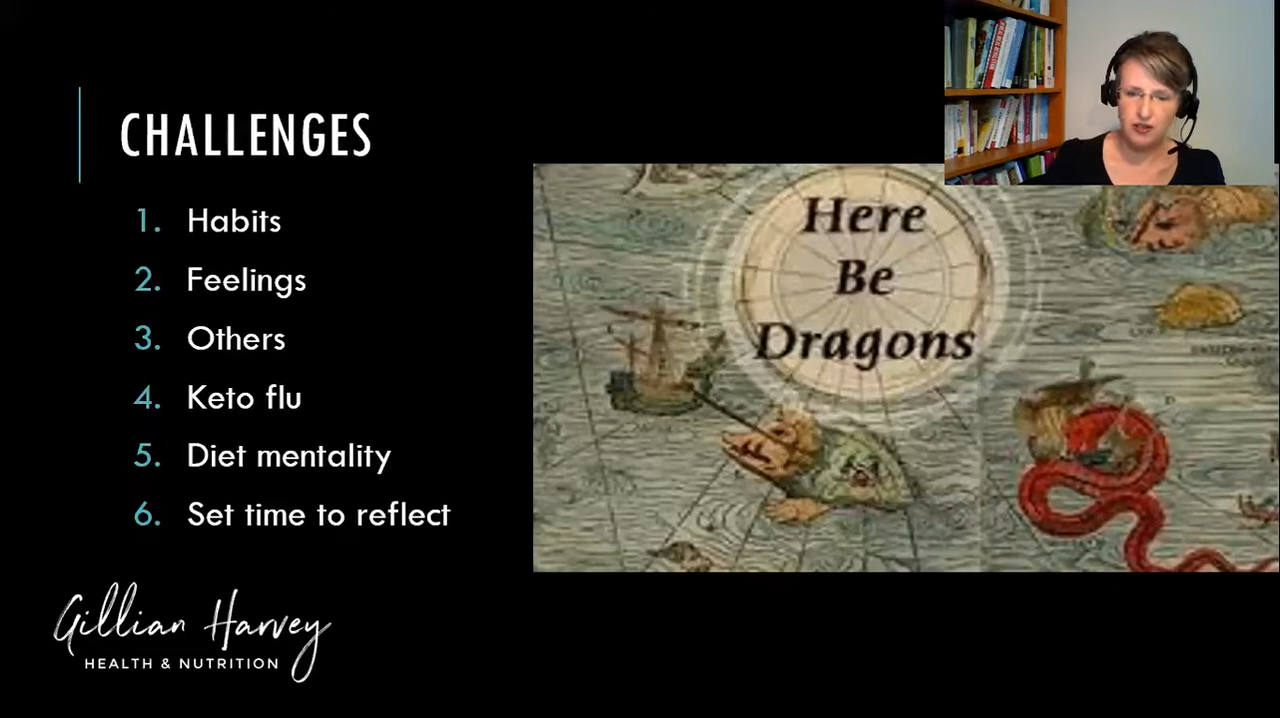 CHALLENGES
1. Habits
2. Feelings
3. Others
4. Keto flu
5. Diet mentality
6. Set time to reflect
Here
Be
Dragons
Gillian Harvey
HEALTH & NUTRITION